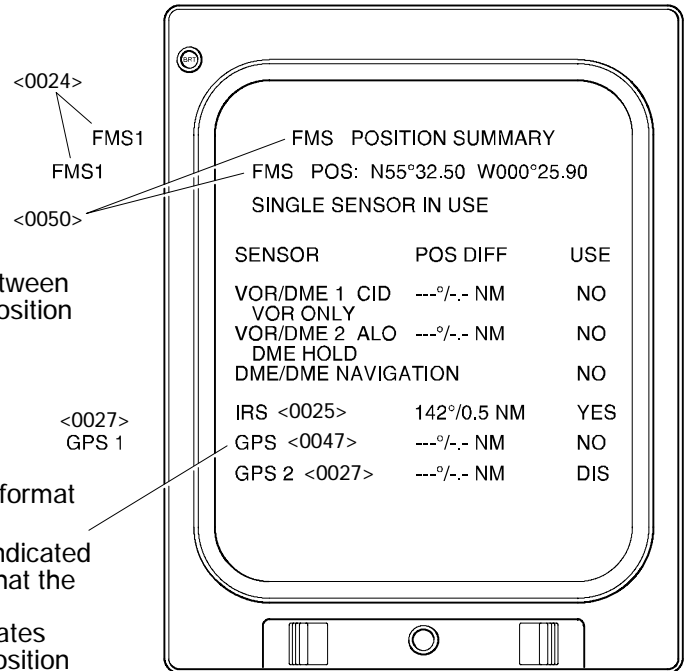 <0024>
FMS1
FMS1
<0050>
tween
osition
<0027>
GPS 1
format
ndicated
hat the
ates
osition
BRT
FMS POSITION SUMMARY
FMS POS: N55°32.50 W000°25.90
SINGLE SENSOR IN USE
SENSOR POS DIFF USE
VOR/DME 1 CID ---°/-.- NM NO
VOR ONLY
VOR/DME 2 ALO ---°/-.- NM NO
DME HOLD
DME/DME NAVIGATION NO
IRS <0025> 142°/0.5 NM YES
GPS <0047> ---°/-.- NM NO
GPS 2 <0027> ---°/-.- NM DIS